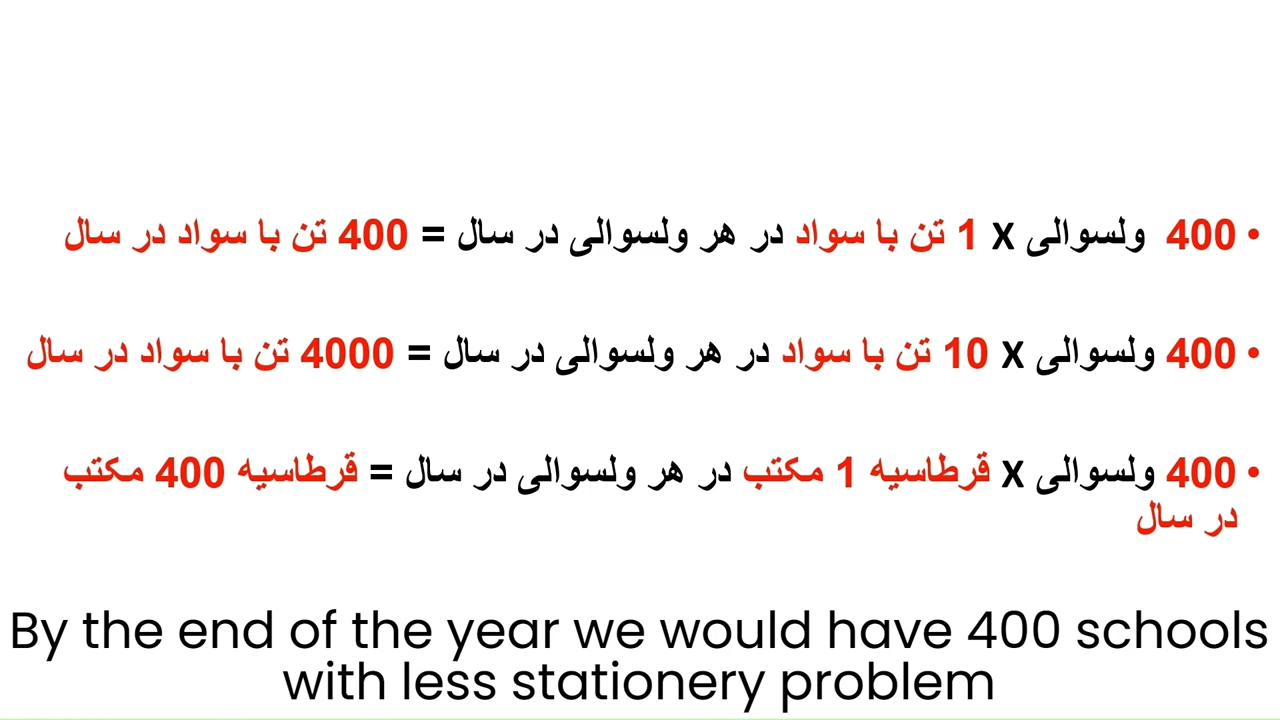 • 400 ولسوالی x 1 تن با سواد در هر ولسوالی در سال = 400 تن با سواد در سال
• 400 ولسوالی x 10 تن با سواد در هر ولسوالی در سال = 4000 تن با سواد در سال
• 400 ولسوالی x قرطاسیه 1 مکتب در هر ولسوالی در سال = قرطاسیه 400 مکتب
در سال
By the end of the year we would have 400 schools
with less stationery problem